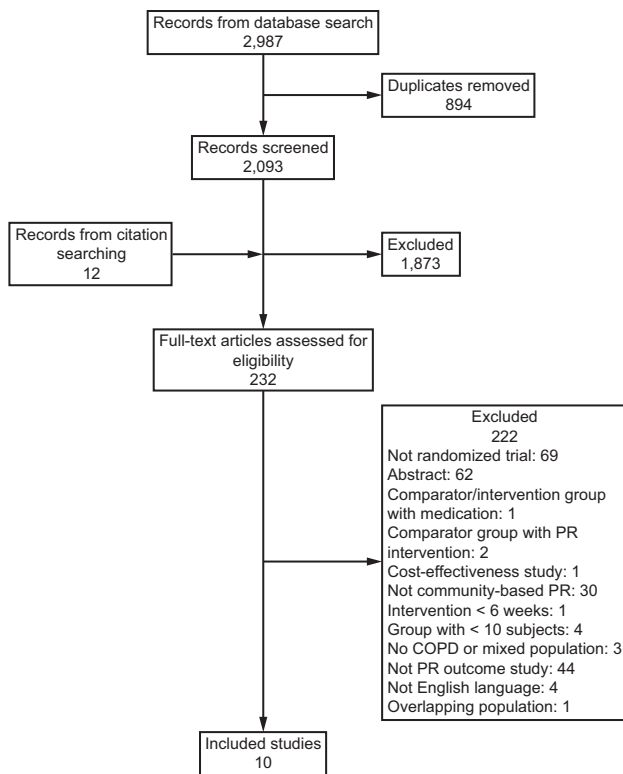 Records from database search
2,987
Duplicates removed
894
Records screened
2,093
Records from citation
searching
12
Excluded
1,873
Full-text articles assessed for
eligibility
232
Excluded
222
Not randomized trial: 69
Abstract: 62
Comparator/intervention group
with medication: 1
Comparator group with PR
intervention: 2
Cost-effectiveness study: 1
Not community-based PR: 30
Intervention < 6 weeks: 1
Group with < 10 subjects: 4
No COPD or mixed population: 3
Not PR outcome study: 44
Not English language: 4
Overlapping population: 1
Included studies
10